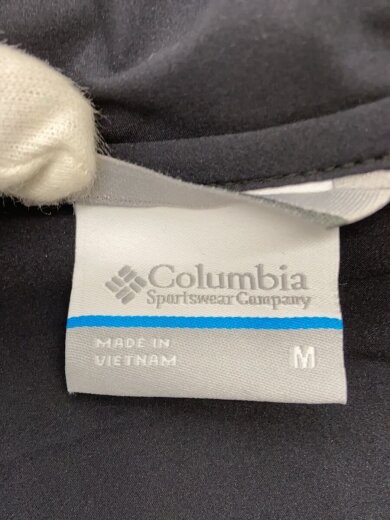 Columbia
Sportswear Company
MADE IN
VIETNAM
M